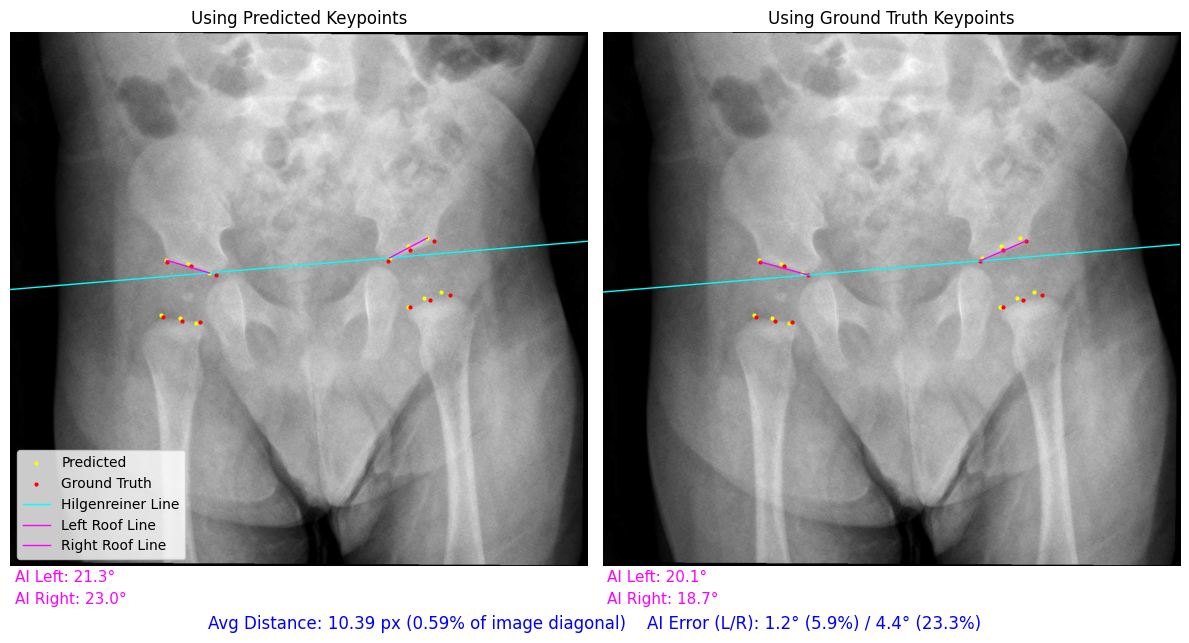 Using Predicted Keypoints
Using Ground Truth Keypoints
Predicted
Ground Truth
Hilgenreiner Line
Left Roof Line
Right Roof Line
AI Left: 21.3°
AI Right: 23.0°
AI Left: 20.1°
AI Right: 18.7°
Avg Distance: 10.39 px (0.59% of image diagonal) AI Error (L/R): 1.2° (5.9%) / 4.4° (23.3%)